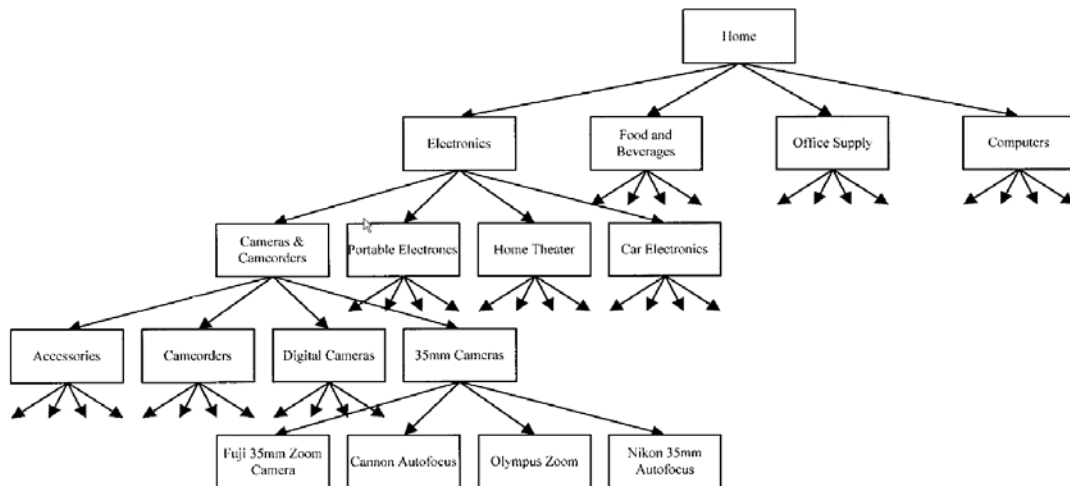 Home
Electronics
Food and
Beverages
Office Supply
Computers
Cameras &
Camcorders
Portable Electroncs
Home Theater
Car Electronics
Accessories
Camcorders
Digital Cameras
35mm Cameras
Fuji 35mm Zoom
Camera
Cannon Autofocus
Olympus Zoom
Nikon 35mm
Autofocus